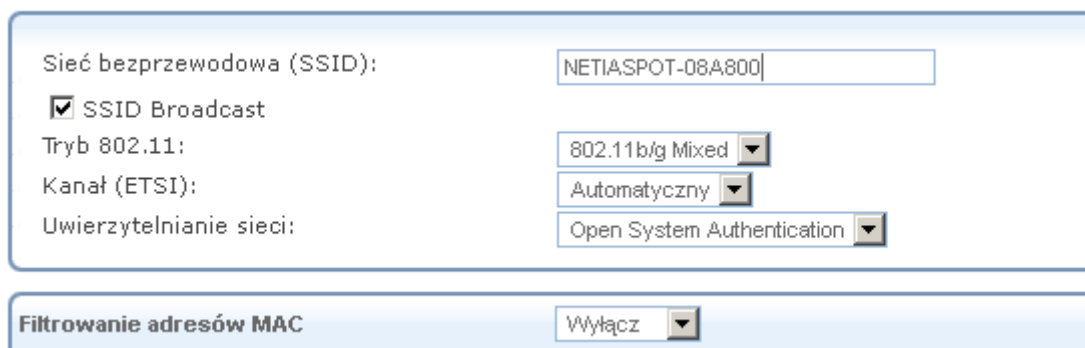 Sieć bezprzewodowa (SSID): NETIASPOT-08A800
SSID Broadcast
Tryb 802.11: 802.11b/g Mixed
Kanał (ETSI): Automatyczny
Uwierzytelnianie sieci: Open System Authentication
Filtrowanie adresów MAC Wyłącz